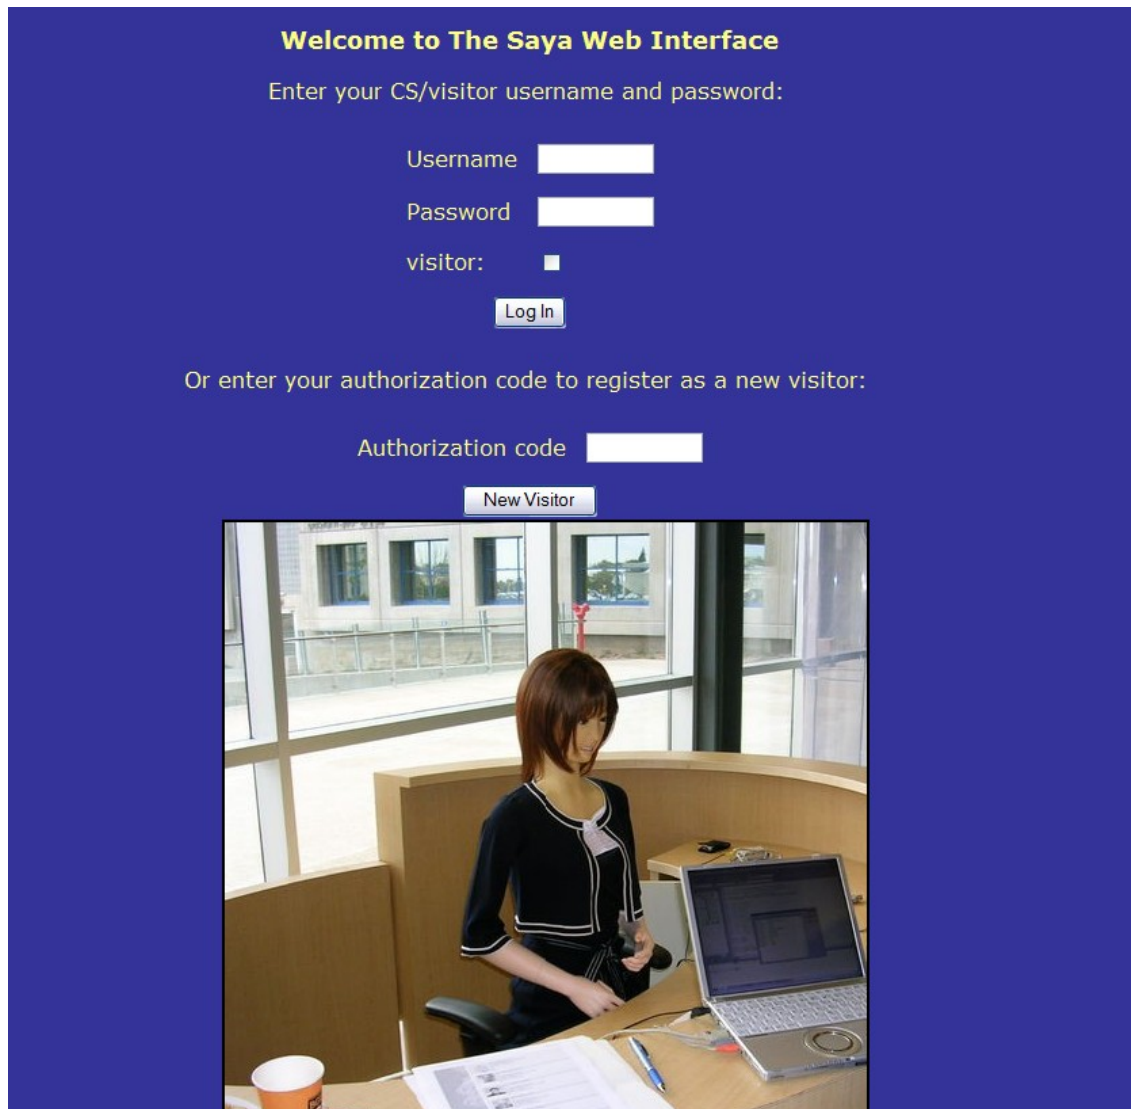 Welcome to The Saya Web Interface
Enter your CS/visitor username and password:
Username
Password
visitor:
Log In
Or enter your authorization code to register as a new visitor:
Authorization code
New Visitor